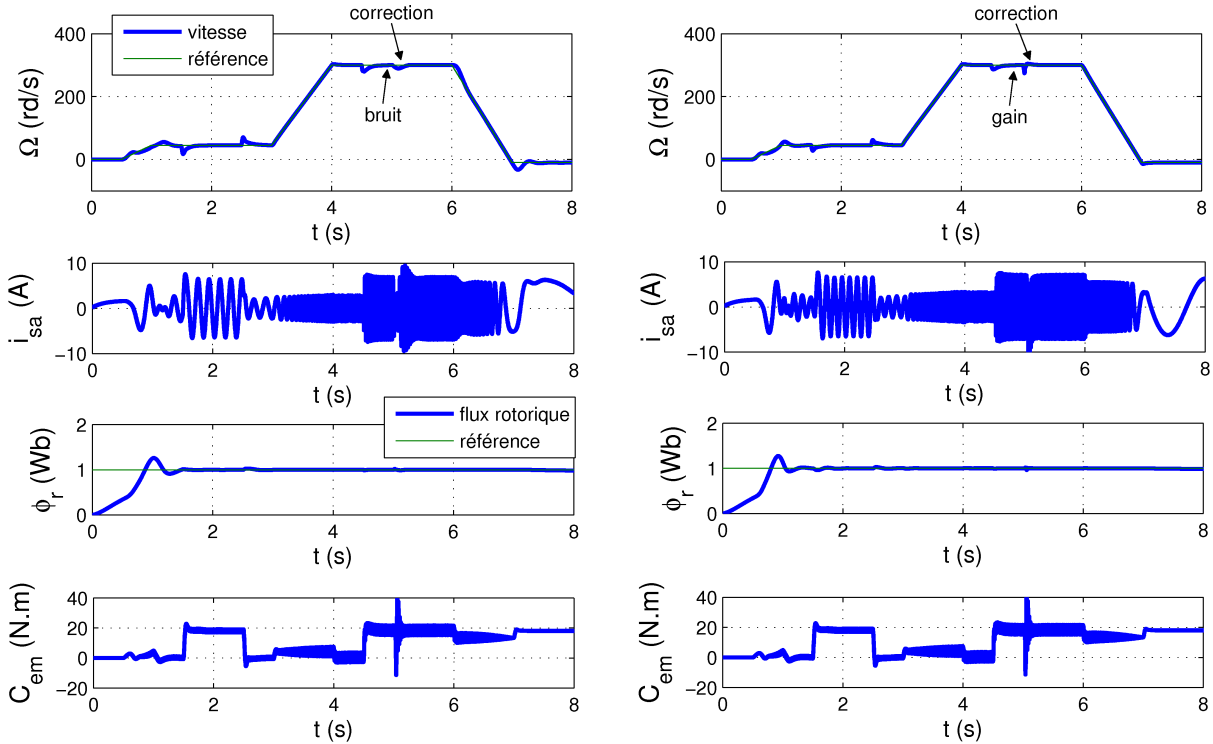 correction
vitesse
référence
bruit
400
200
0
Ω (rd/s)
0 2 4 6 8
t (s)
correction
gain
400
200
0
Ω (rd/s)
0 2 4 6 8
t (s)
10
0
−10
i_sa (A)
0 2 4 6 8
t (s)
10
0
−10
i_sa (A)
0 2 4 6 8
t (s)
flux rotorique
référence
2
1
0
ϕ_r (Wb)
0 2 4 6 8
t (s)
2
1
0
ϕ_r (Wb)
0 2 4 6 8
t (s)
40
20
0
−20
C_em (N.m)
0 2 4 6 8
t (s)
40
20
0
−20
C_em (N.m)
0 2 4 6 8
t (s)